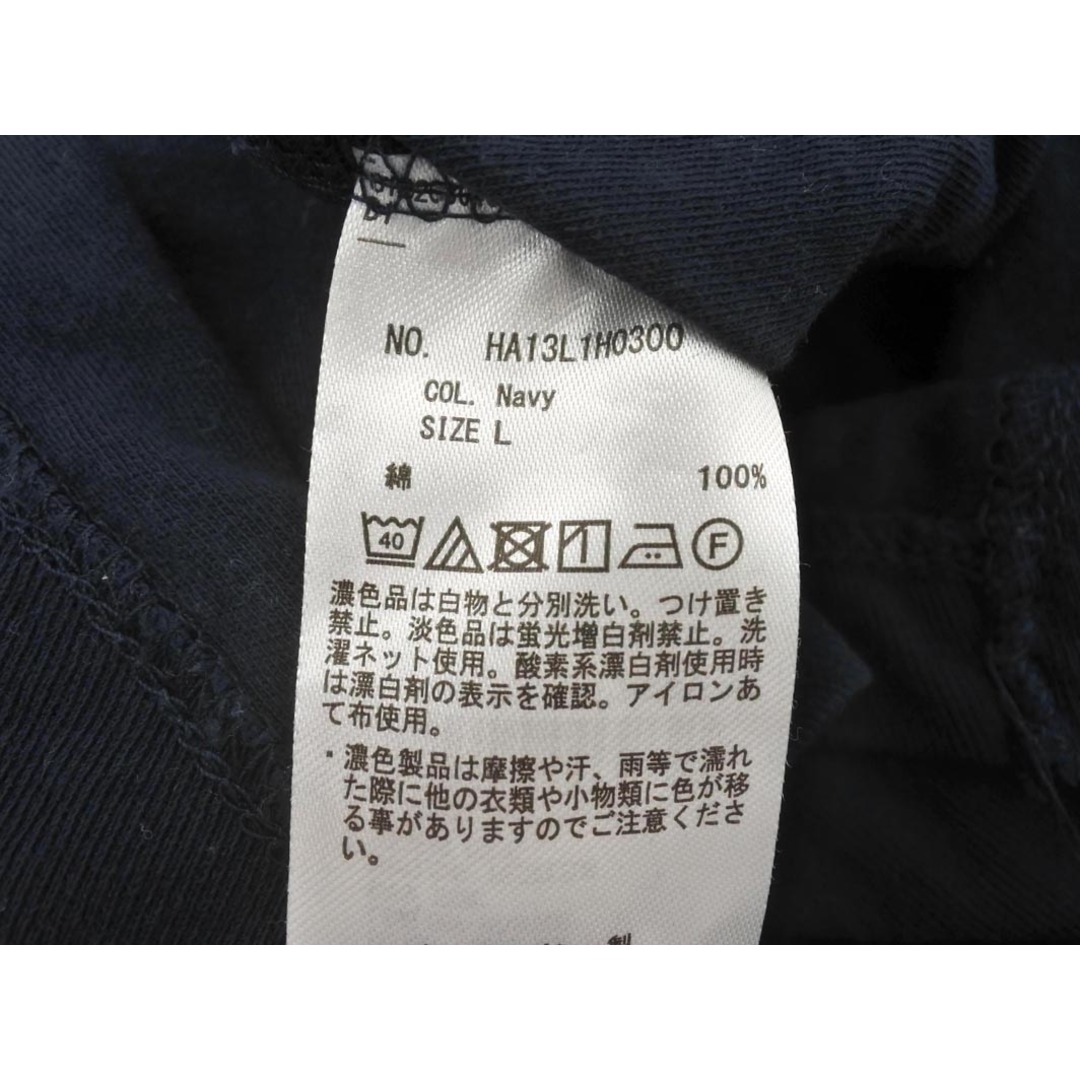 NO. HA13L1H0300
COL. Navy
SIZE L
綿 100%
40 F
濃色品は白物と分別洗い。つけ置き
禁止。淡色品は蛍光増白剤禁止。洗
濯ネット使用。酸素系漂白剤使用時
は漂白剤の表示を確認。アイロンあ
て布使用。
・濃色製品は摩擦や汗、雨等で濡れ
た際に他の衣類や小物類に色が移
る事がありますのでご注意くださ
い。
製